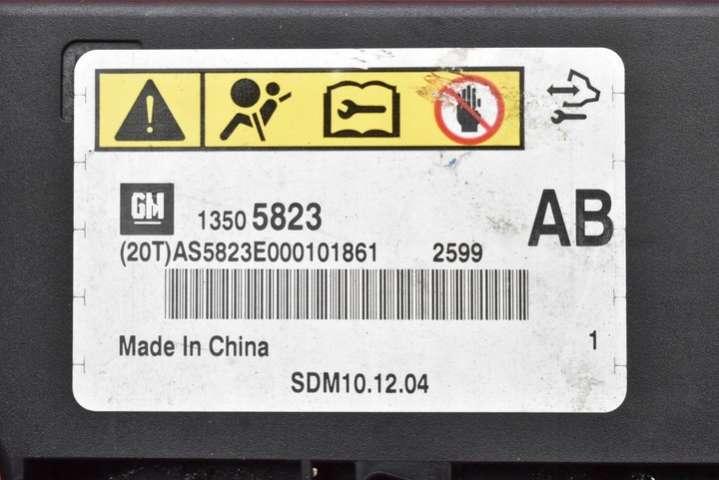 GM 1350 5823 AB
(20T)AS5823E000101861 2599
Made In China 1
SDM10.12.04